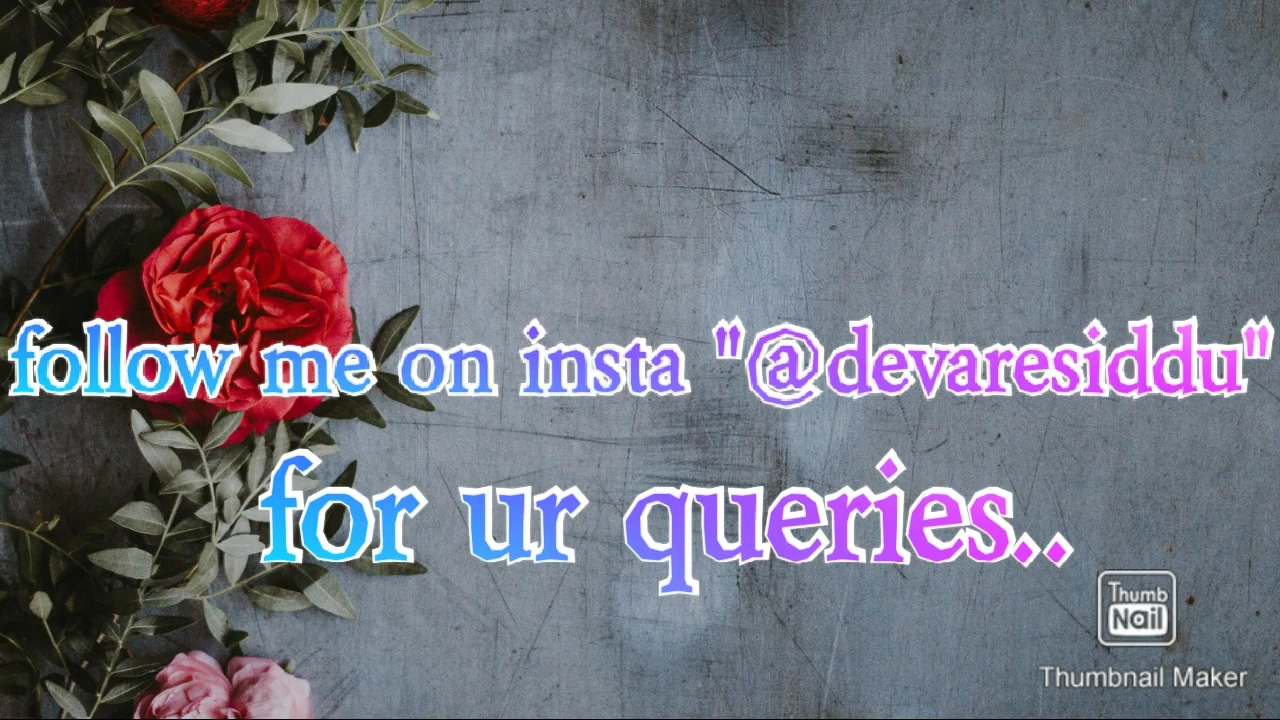 follow me on insta "@devaresiddu"
for ur queries..
Thumb
Nail
Thumbnail Maker